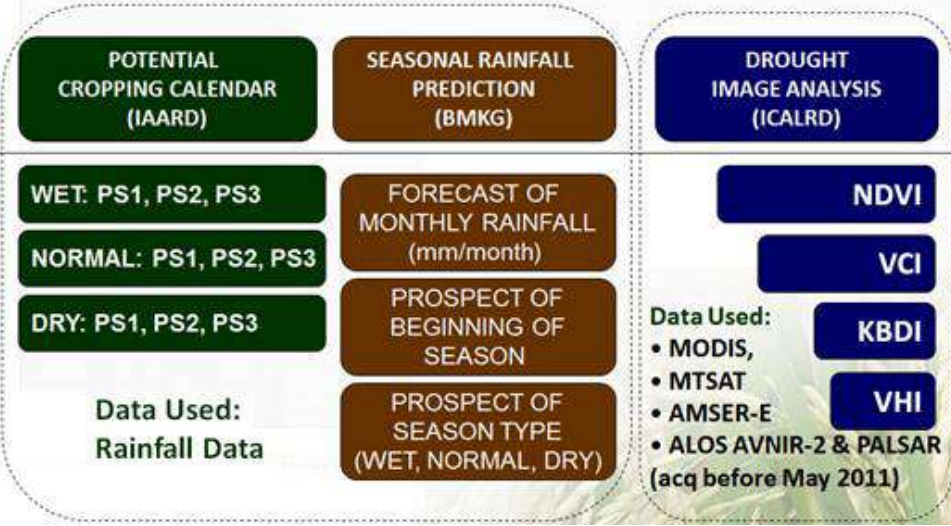 POTENTIAL
CROPPING CALENDAR
(IAARD)
SEASONAL RAINFALL
PREDICTION
(BMKG)
DROUGHT
IMAGE ANALYSIS
(ICALRD)
WET: PS1, PS2, PS3
NORMAL: PS1, PS2, PS3
DRY: PS1, PS2, PS3
Data Used:
Rainfall Data
FORECAST OF
MONTHLY RAINFALL
(mm/month)
PROSPECT OF
BEGINNING OF
SEASON
PROSPECT OF
SEASON TYPE
(WET, NORMAL, DRY)
NDVI
VCI
KBDI
VHI
Data Used:
• MODIS,
• MTSAT
• AMSER-E
• ALOS AVNIR-2 & PALSAR
(acq before May 2011)